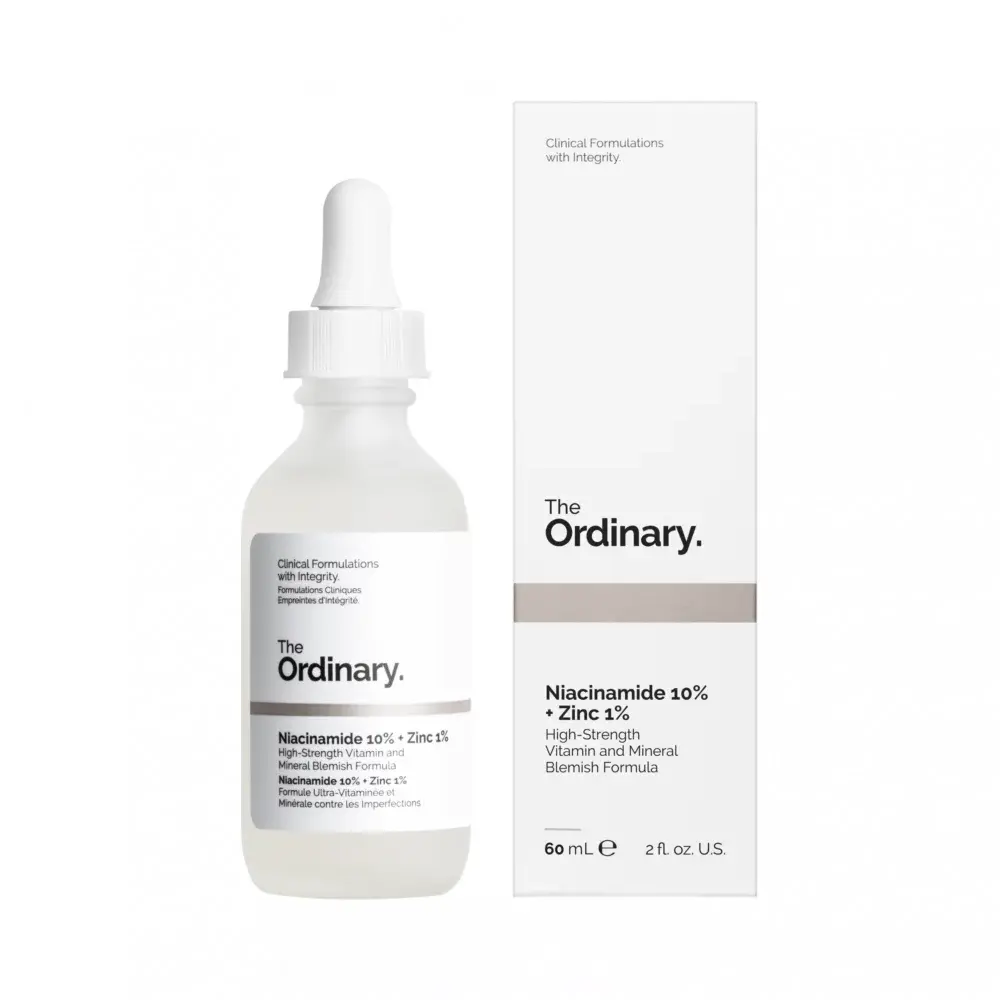 Clinical Formulations
with Integrity.
Formulations Cliniques
Empreintes d'Intégrité.
The
Ordinary.
Niacinamide 10% + Zinc 1%
High-Strength Vitamin and
Mineral Blemish Formula
Niacinamide 10% + Zinc 1%
Formule Ultra-Vitaminée et
Minérale contre les Imperfections
Clinical Formulations
with Integrity.
The
Ordinary.
Niacinamide 10%
+ Zinc 1%
High-Strength
Vitamin and Mineral
Blemish Formula
60 mL ℮ 2 fl. oz. U.S.